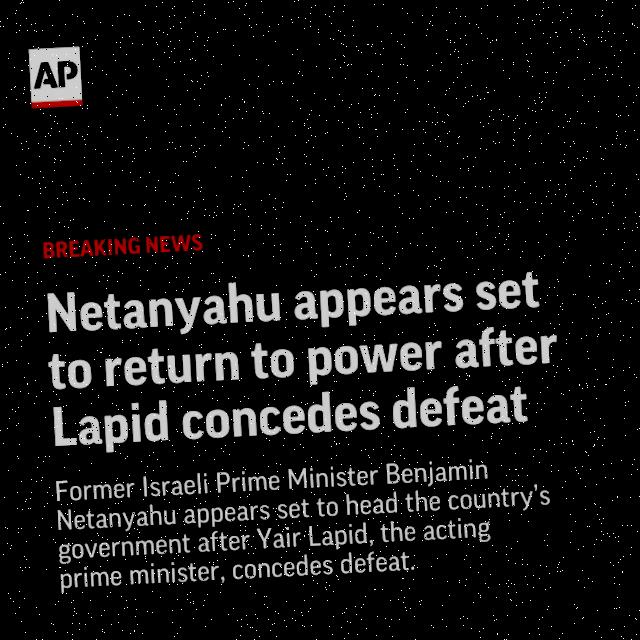 AP
BREAKING NEWS
Netanyahu appears set
to return to power after
Lapid concedes defeat
Former Israeli Prime Minister Benjamin
Netanyahu appears set to head the country's
government after Yair Lapid, the acting
prime minister, concedes defeat.